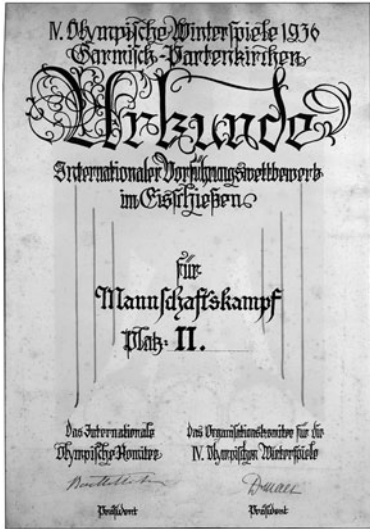 IV. Olympische Winterspiele 1936
Garmisch-Partenkirchen
Urkunde
Internationaler Vorführungswettbewerb
im Eisschießen
für
Mannschaftskampf
Platz: II.
Das Internationale
Olympische Komitee
Das Organisationskomitee für die
IV. Olympischen Winterspiele
Präsident
Präsident